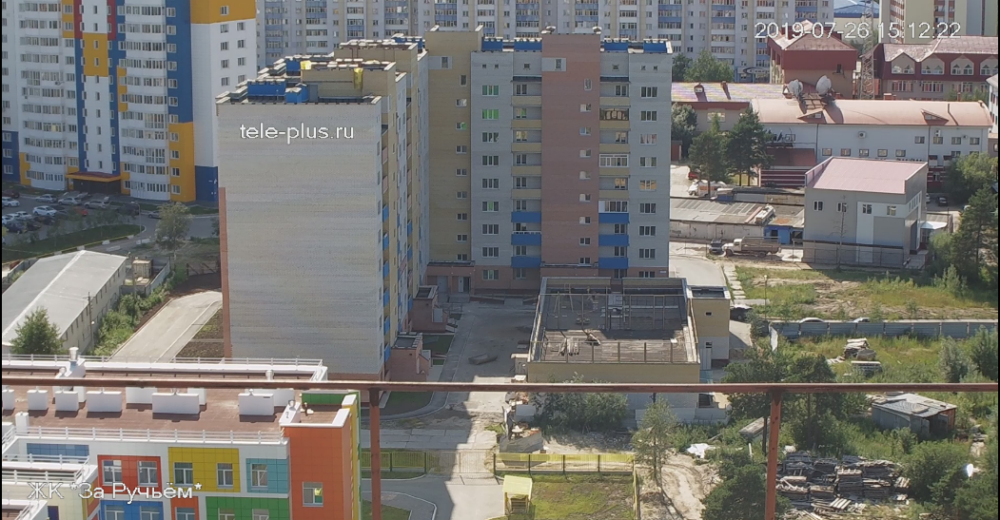 2019-07-26 15:12:22
tele-plus.ru
ЖК "За Ручьём"